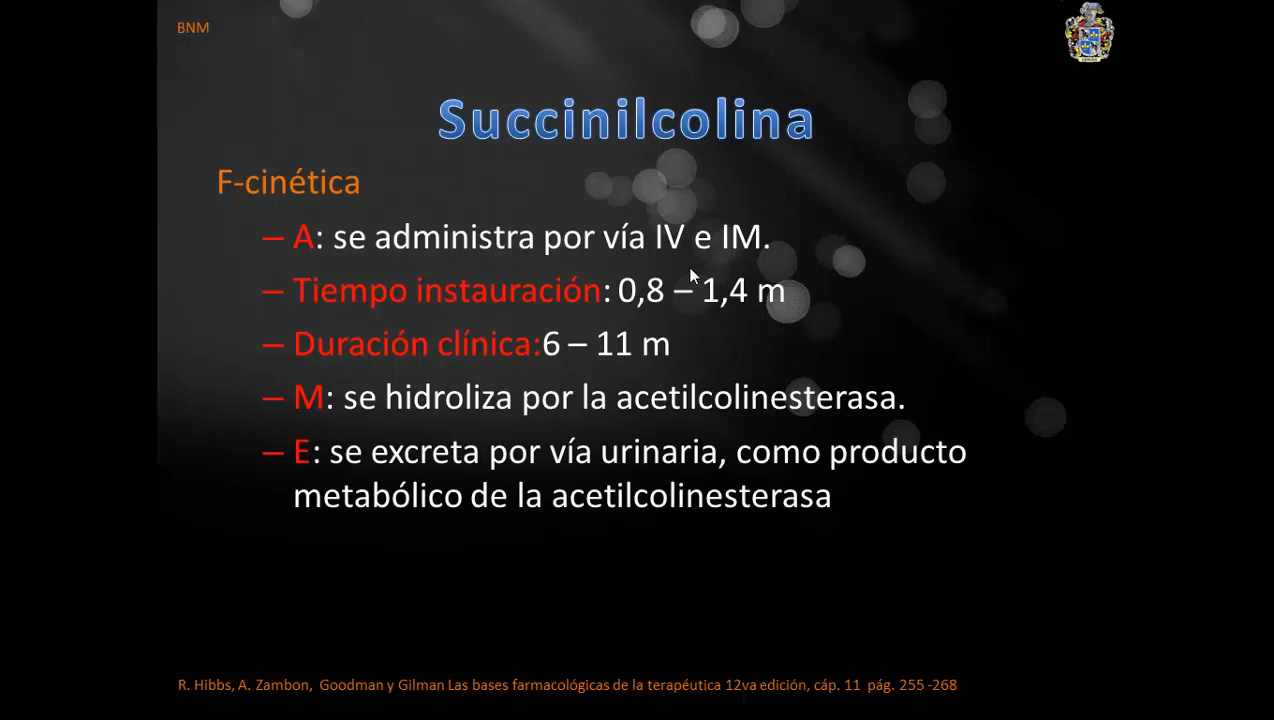 BNM
Succinilcolina
F-cinética
– A: se administra por vía IV e IM.
– Tiempo instauración: 0,8 – 1,4 m
– Duración clínica:6 – 11 m
– M: se hidroliza por la acetilcolinesterasa.
– E: se excreta por vía urinaria, como producto
metabólico de la acetilcolinesterasa
R. Hibbs, A. Zambon, Goodman y Gilman Las bases farmacológicas de la terapéutica 12va edición, cáp. 11 pág. 255 -268